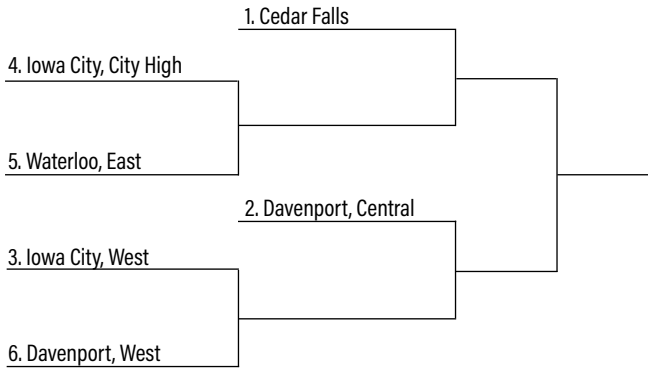 1. Cedar Falls
4. Iowa City, City High
5. Waterloo, East
2. Davenport, Central
3. Iowa City, West
6. Davenport, West